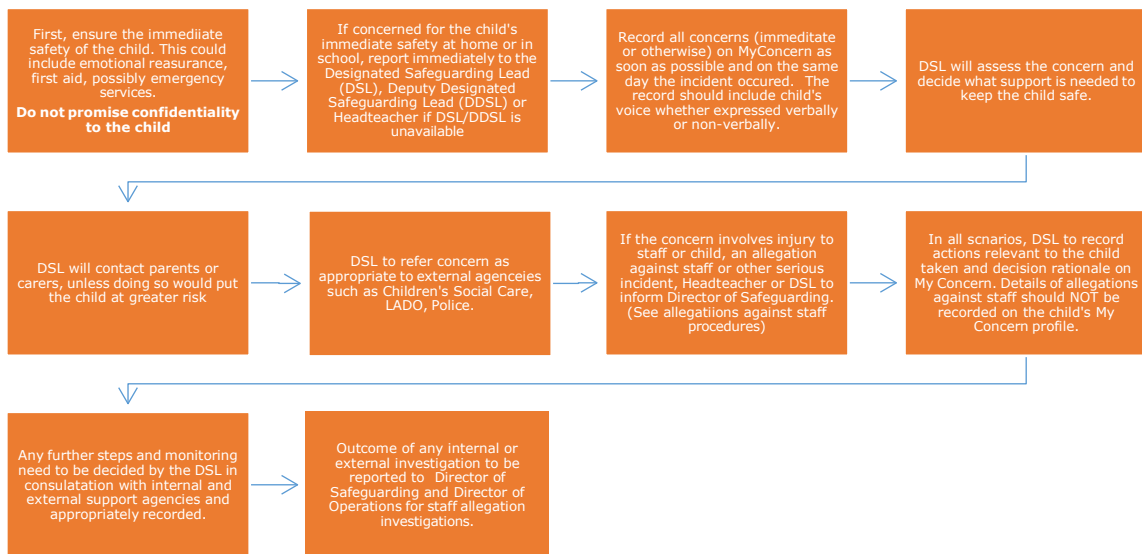 First, ensure the immediiate
safety of the child. This could
include emotional reasurance,
first aid, possibly emergency
services.
Do not promise confidentiality
to the child
If concerned for the child's
immediate safety at home or in
school, report immediately to the
Designated Safeguarding Lead
(DSL), Deputy Designated
Safeguarding Lead (DDSL) or
Headteacher if DSL/DDSL is
unavailable
Record all concerns (immeditate
or otherwise) on MyConcern as
soon as possible and on the same
day the incident occured. The
record should include child's
voice whether expressed verbally
or non-verbally.
DSL will assess the concern and
decide what support is needed to
keep the child safe.
DSL will contact parents or
carers, unless doing so would put
the child at greater risk
DSL to refer concern as
appropriate to external agenceies
such as Children's Social Care,
LADO, Police.
If the concern involves injury to
staff or child, an allegation
against staff or other serious
incident, Headteacher or DSL to
inform Director of Safeguarding.
(See allegatiions against staff
procedures)
In all scnarios, DSL to record
actions relevant to the child
taken and decision rationale on
My Concern. Details of allegations
against staff should NOT be
recorded on the child's My
Concern profile.
Any further steps and monitoring
need to be decided by the DSL in
consulatation with internal and
external support agencies and
appropriately recorded.
Outcome of any internal or
external investigation to be
reported to Director of
Safeguarding and Director of
Operations for staff allegation
investigations.